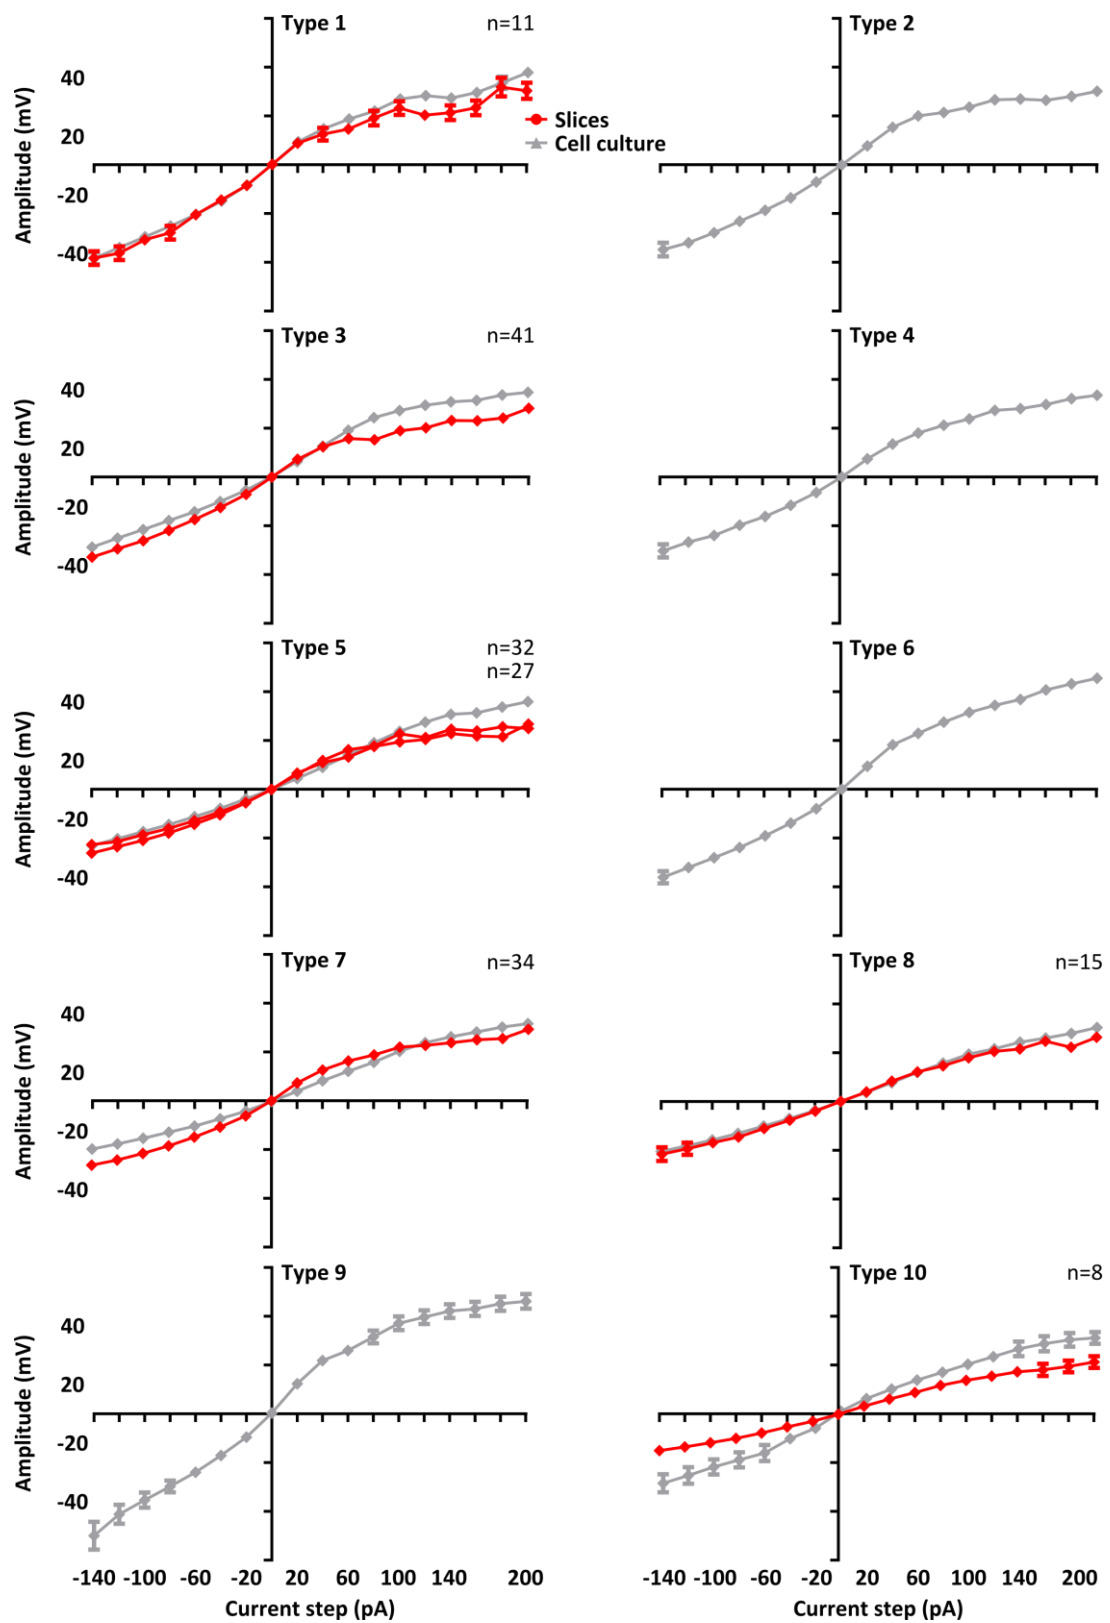 Type 1
n=11
Type 2
Amplitude (mV)
40
20
-20
-40
Slices
Cell culture
Type 3
n=41
Type 4
Amplitude (mV)
40
20
-20
-40
Type 5
n=32
n=27
Type 6
Amplitude (mV)
40
20
-20
-40
Type 7
n=34
Type 8
n=15
Amplitude (mV)
40
20
-20
-40
Type 9
Type 10
n=8
Amplitude (mV)
40
20
-20
-40
-140 -100 -60 -20 20 60 100 140 200
-140 -100 -60 -20 20 60 100 140 200
Current step (pA)
Current step (pA)